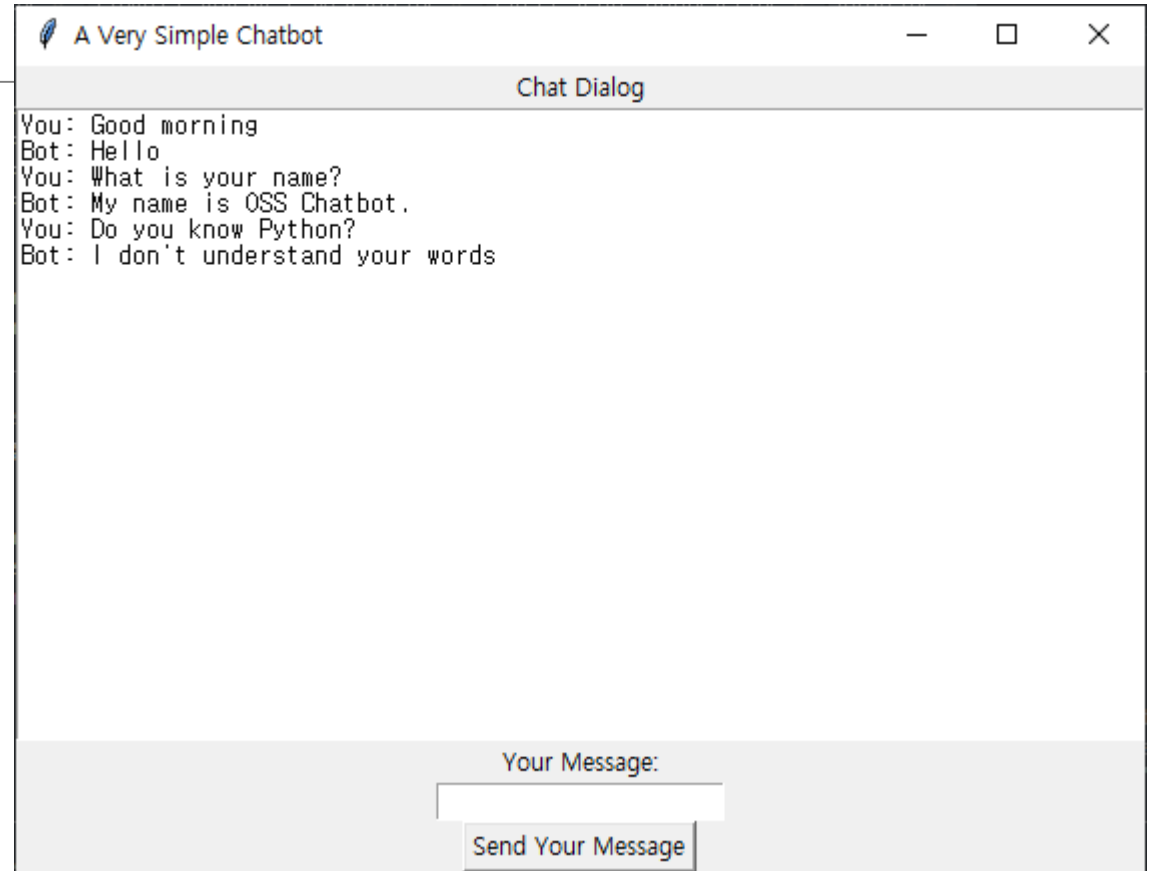 A Very Simple Chatbot
Chat Dialog
You: Good morning
Bot: Hello
You: What is your name?
Bot: My name is OSS Chatbot.
You: Do you know Python?
Bot: I don't understand your words
Your Message:
Send Your Message